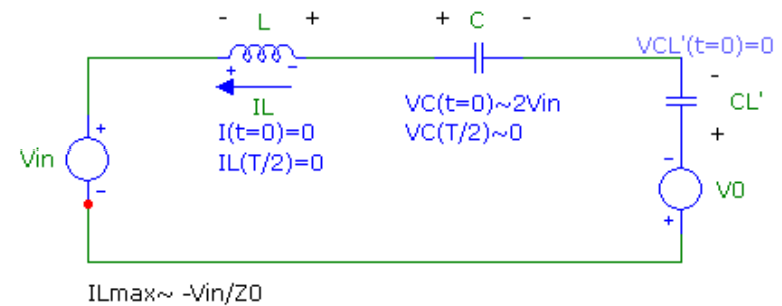 - L + + C -
VCL'(t=0)=0
+ - -
IL VC(t=0)~2Vin CL'
I(t=0)=0 VC(T/2)~0 +
IL(T/2)=0
+ -
Vin V0
- +
ILmax~ -Vin/Z0